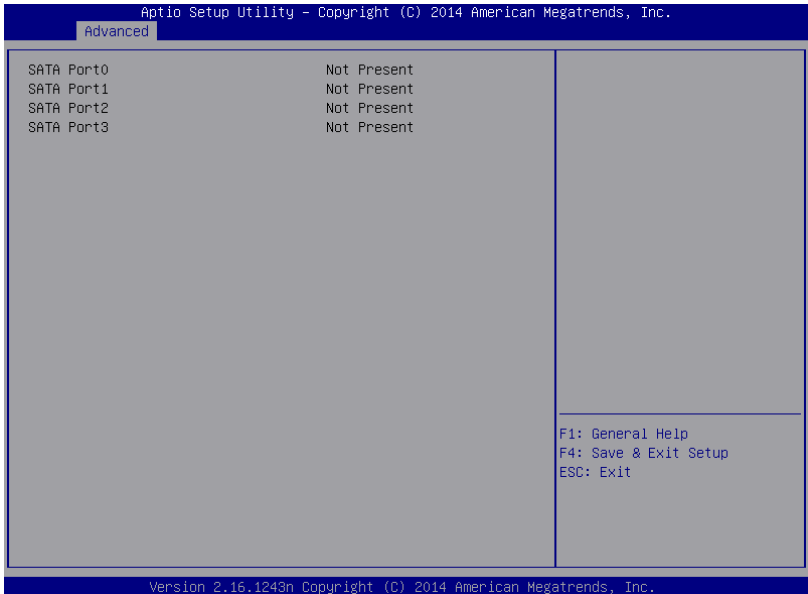 Aptio Setup Utility – Copyright (C) 2014 American Megatrends, Inc.
Advanced
SATA Port0 Not Present
SATA Port1 Not Present
SATA Port2 Not Present
SATA Port3 Not Present
F1: General Help
F4: Save & Exit Setup
ESC: Exit
Version 2.16.1243n Copyright (C) 2014 American Megatrends, Inc.